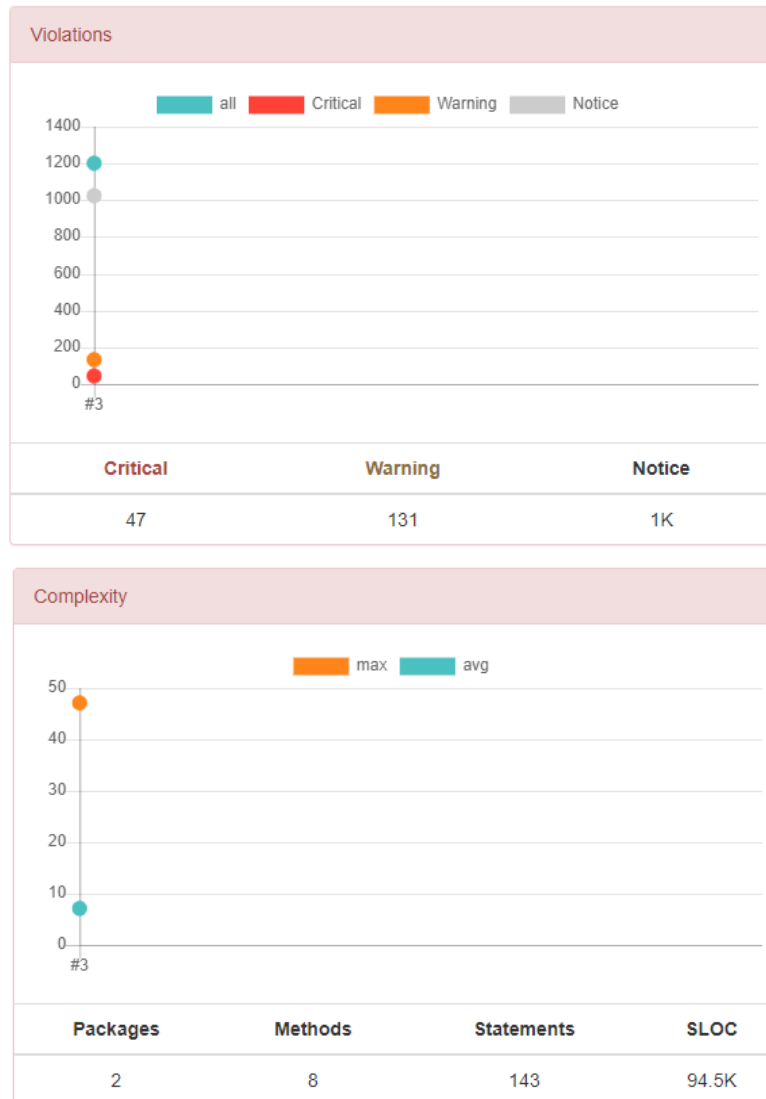 Violations
all Critical Warning Notice
1400
1200
1000
800
600
400
200
0
#3
Critical Warning Notice
47 131 1K
Complexity
max avg
50
40
30
20
10
0
#3
Packages Methods Statements SLOC
2 8 143 94.5K